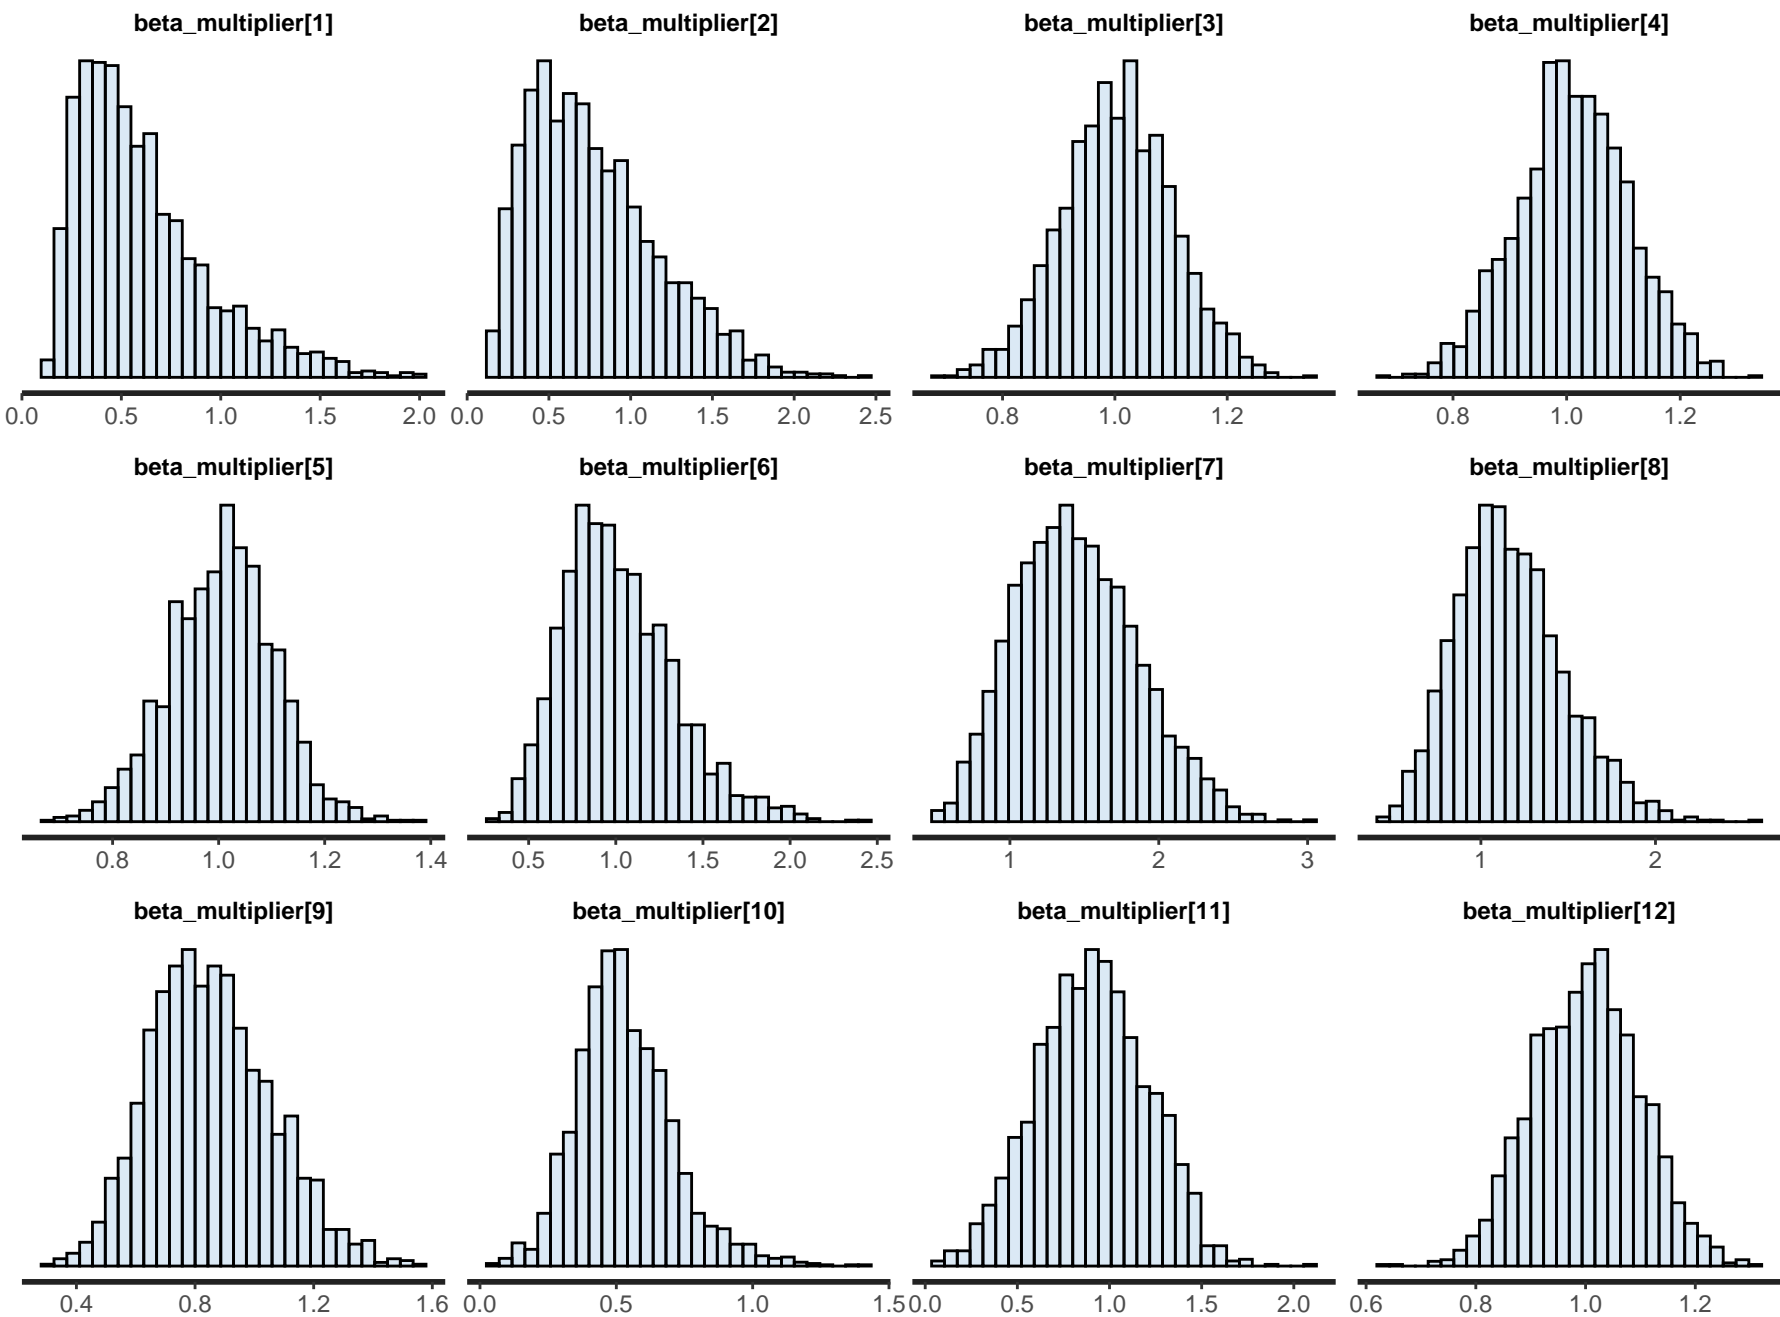 beta_multiplier[1] beta_multiplier[2] beta_multiplier[3] beta_multiplier[4]
0.0 0.5 1.0 1.5 2.0 0.0 0.5 1.0 1.5 2.0 2.5 0.8 1.0 1.2 0.8 1.0 1.2
beta_multiplier[5] beta_multiplier[6] beta_multiplier[7] beta_multiplier[8]
0.8 1.0 1.2 1.4 0.5 1.0 1.5 2.0 2.5 1 2 3 1 2
beta_multiplier[9] beta_multiplier[10] beta_multiplier[11] beta_multiplier[12]
0.4 0.8 1.2 1.6 0.0 0.5 1.0 1.5 0.0 0.5 1.0 1.5 2.0 0.6 0.8 1.0 1.2